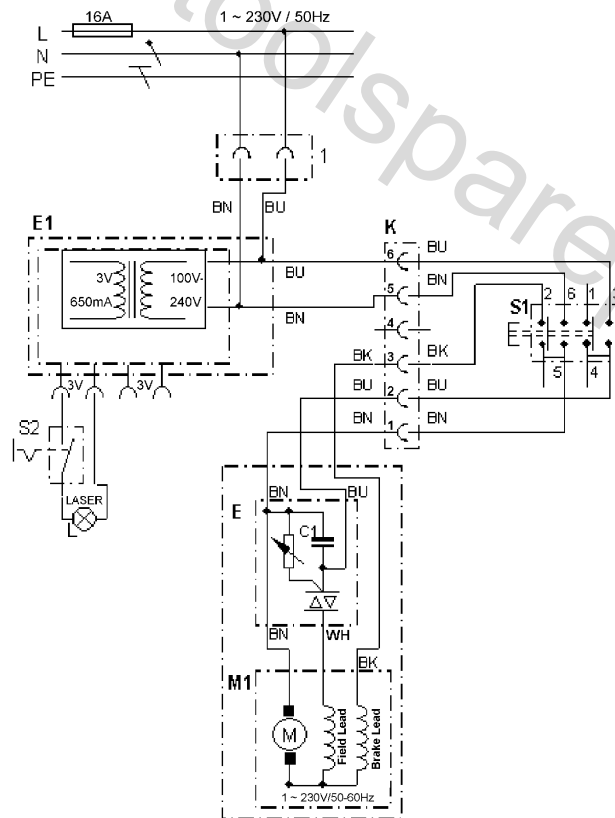 16A
1 ~ 230V / 50Hz
L
N
PE
toolspare
1
BN BU
E1
K
3V 100V-
650mA 240V
BU
BN
6 BU
5 BN
4
BK 3 BK
BU 2 BU
BN 1 BN
2 6 1
S1
5 4
3V 3V
S2
LASER
L
BN BU
E
C1
BN WH
BK
M1
M
Field Lead
Brake Lead
1 ~ 230V/50-60Hz